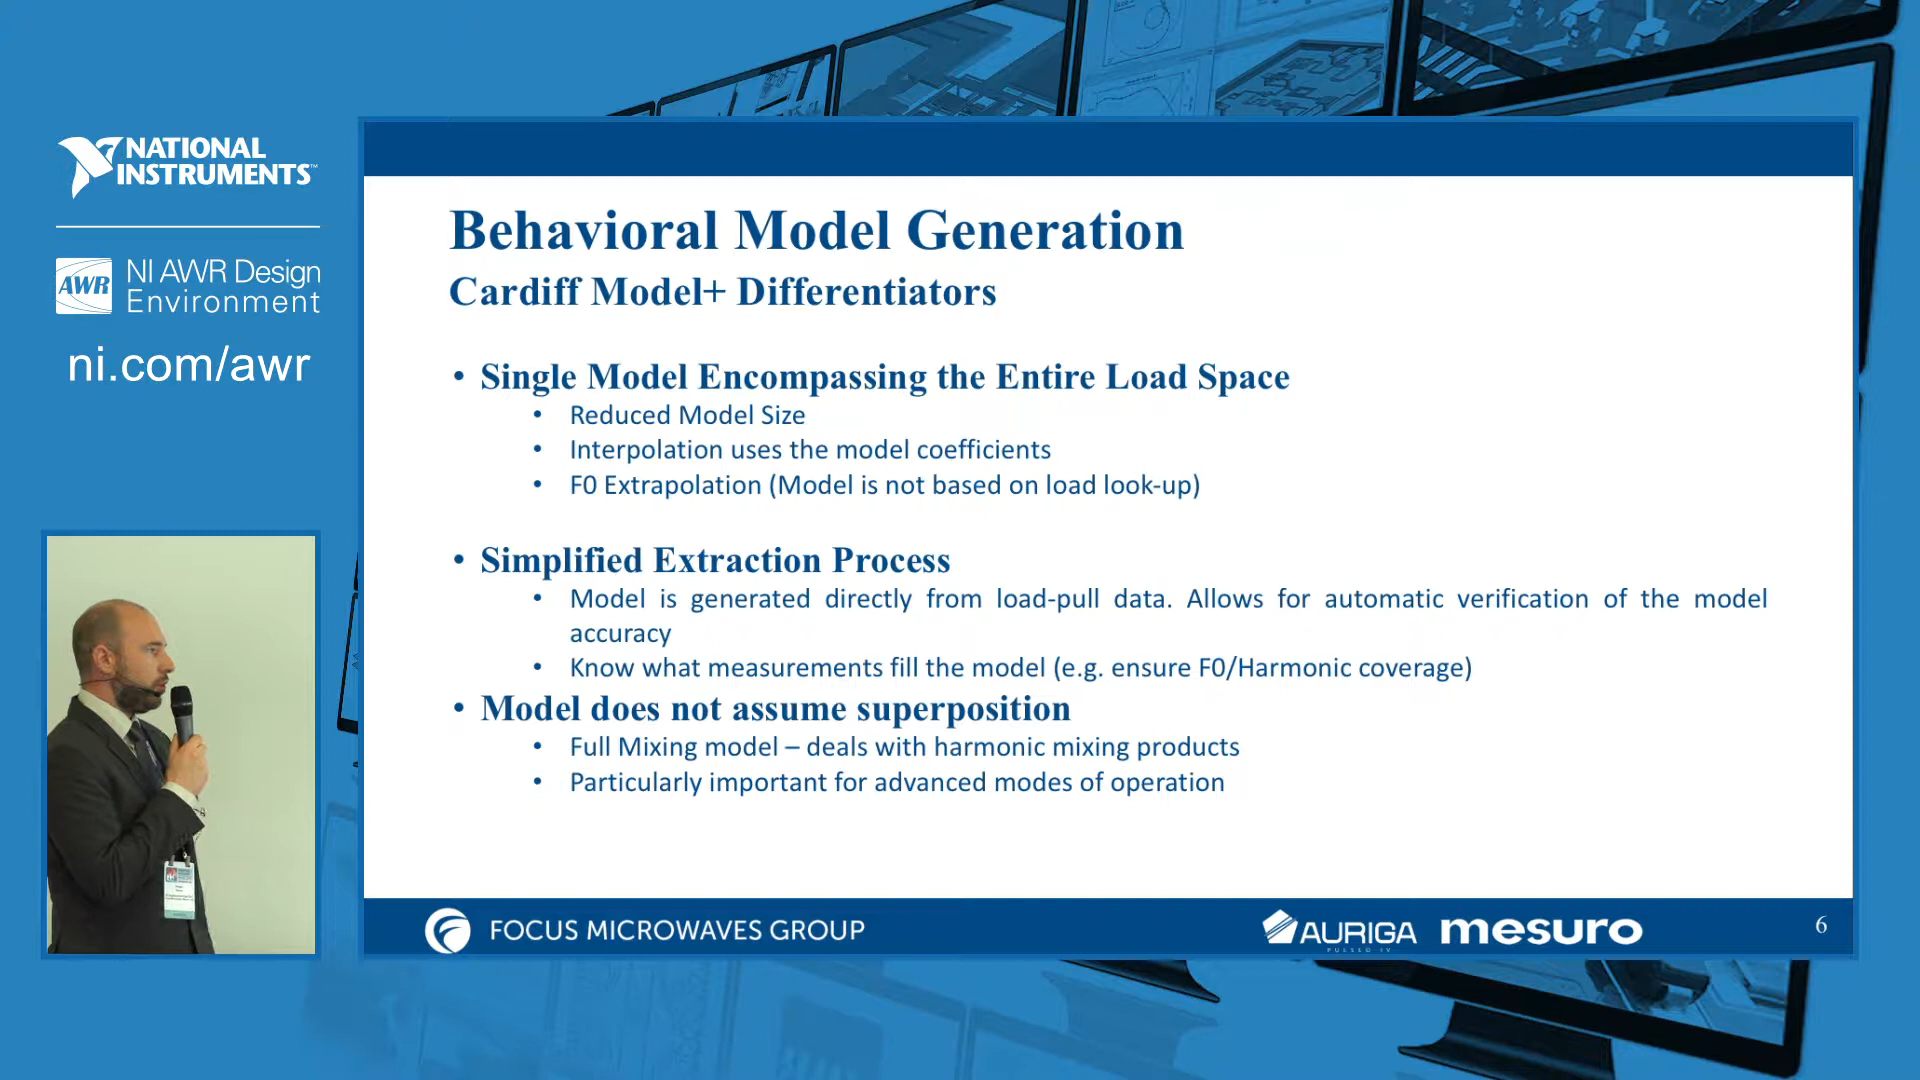 NATIONAL
INSTRUMENTS™
AWR
NI AWR Design
Environment
ni.com/awr
Behavioral Model Generation
Cardiff Model+ Differentiators
• Single Model Encompassing the Entire Load Space
• Reduced Model Size
• Interpolation uses the model coefficients
• F0 Extrapolation (Model is not based on load look-up)
• Simplified Extraction Process
• Model is generated directly from load-pull data. Allows for automatic verification of the model
accuracy
• Know what measurements fill the model (e.g. ensure F0/Harmonic coverage)
• Model does not assume superposition
• Full Mixing model – deals with harmonic mixing products
• Particularly important for advanced modes of operation
FOCUS MICROWAVES GROUP
AURIGA
PULSED IV
mesuro
6